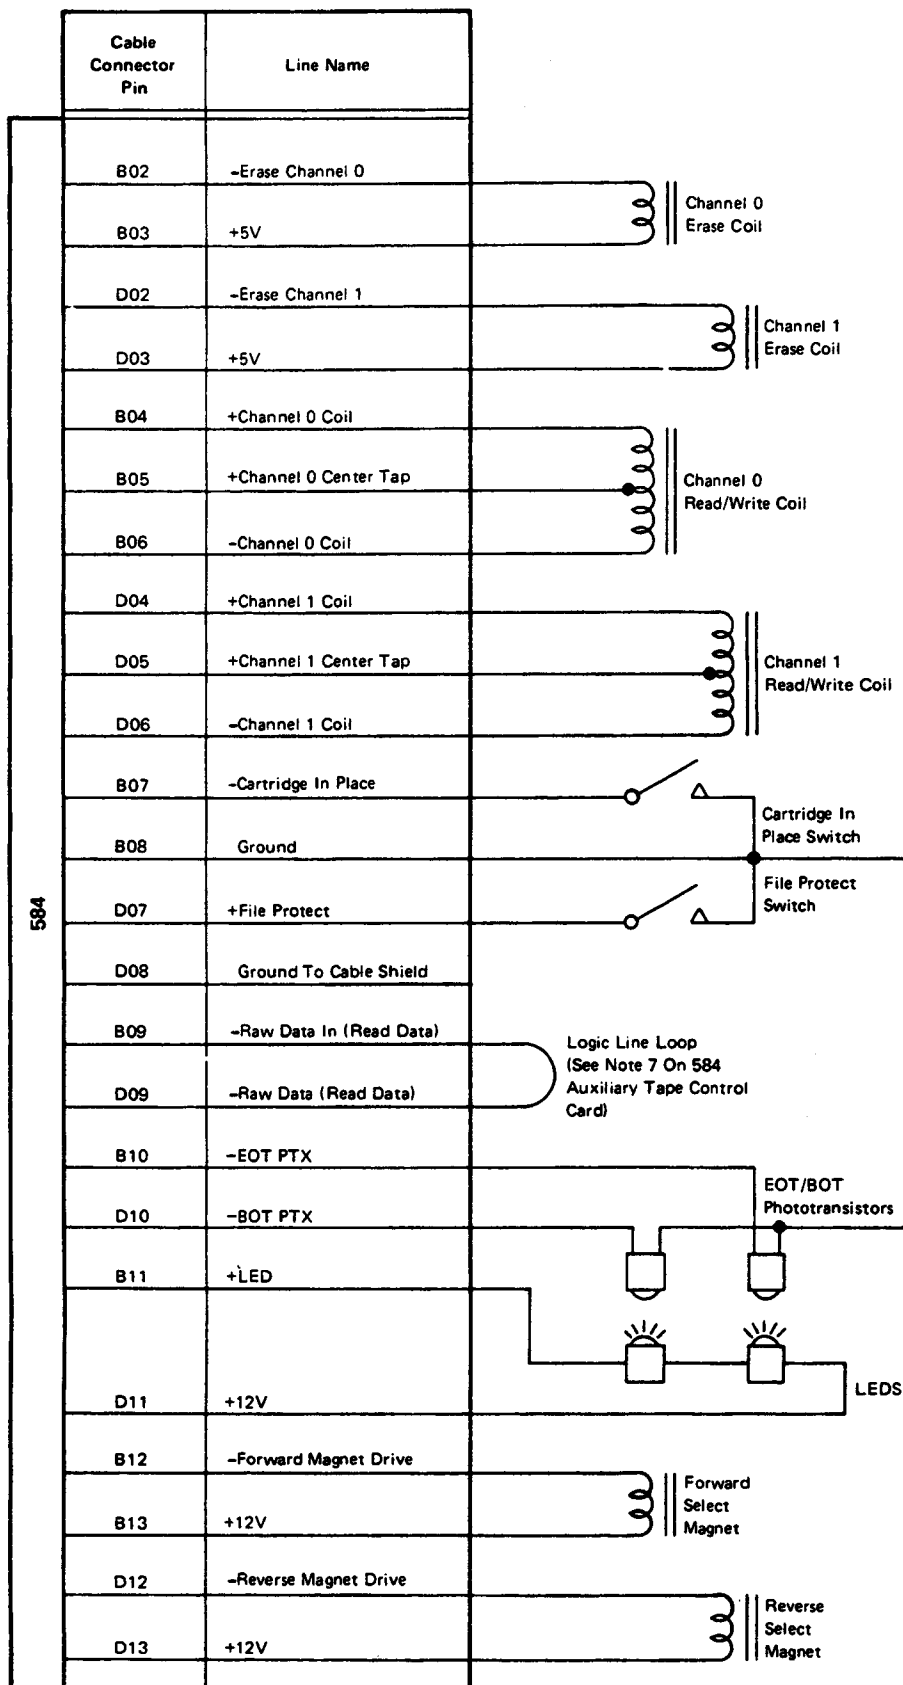 Cable
Connector
Pin
Line Name
584
B02 -Erase Channel 0
B03 +5V
Channel 0
Erase Coil
D02 -Erase Channel 1
D03 +5V
Channel 1
Erase Coil
B04 +Channel 0 Coil
B05 +Channel 0 Center Tap
B06 -Channel 0 Coil
Channel 0
Read/Write Coil
D04 +Channel 1 Coil
D05 +Channel 1 Center Tap
D06 -Channel 1 Coil
Channel 1
Read/Write Coil
B07 -Cartridge In Place
B08 Ground
Cartridge In
Place Switch
D07 +File Protect
File Protect
Switch
D08 Ground To Cable Shield
B09 -Raw Data In (Read Data)
D09 -Raw Data (Read Data)
Logic Line Loop
(See Note 7 On 584
Auxiliary Tape Control
Card)
B10 -EOT PTX
D10 -BOT PTX
EOT/BOT
Phototransistors
B11 +LED
D11 +12V
LEDS
B12 -Forward Magnet Drive
B13 +12V
Forward
Select
Magnet
D12 -Reverse Magnet Drive
D13 +12V
Reverse
Select
Magnet